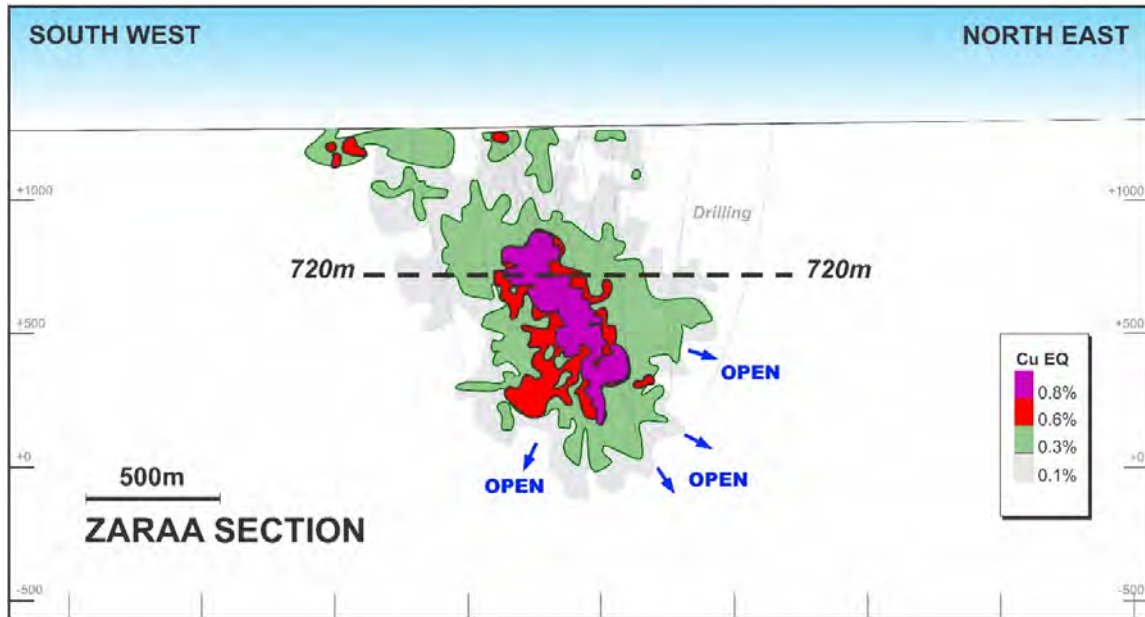 SOUTH WEST
NORTH EAST
+1000
+1000
Drilling
720m
720m
+500
+500
Cu EQ
0.8%
0.6%
0.3%
0.1%
OPEN
OPEN
OPEN
+0
+0
500m
ZARAA SECTION
-500
-500